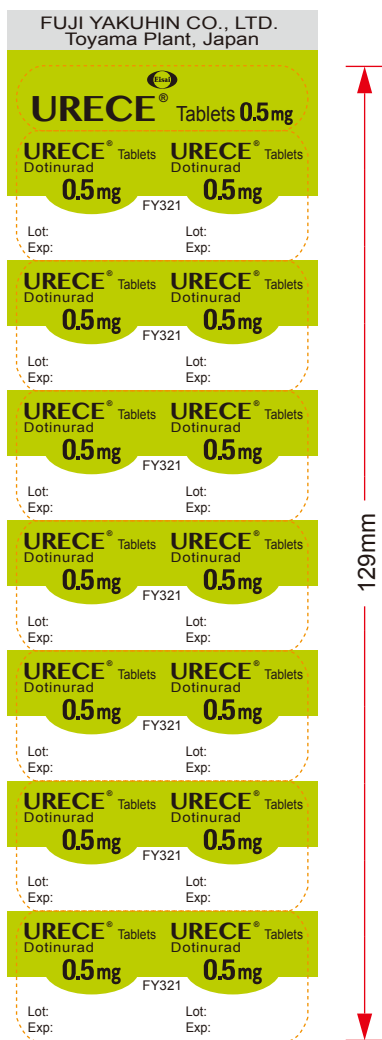 FUJI YAKUHIN CO., LTD.
Toyama Plant, Japan
Eisai
URECE® Tablets 0.5mg
URECE® Tablets URECE® Tablets
Dotinurad Dotinurad
0.5mg 0.5mg
FY321
Lot: Lot:
Exp: Exp:
URECE® Tablets URECE® Tablets
Dotinurad Dotinurad
0.5mg 0.5mg
FY321
Lot: Lot:
Exp: Exp:
URECE® Tablets URECE® Tablets
Dotinurad Dotinurad
0.5mg 0.5mg
FY321
Lot: Lot:
Exp: Exp:
URECE® Tablets URECE® Tablets
Dotinurad Dotinurad
0.5mg 0.5mg
FY321
Lot: Lot:
Exp: Exp:
URECE® Tablets URECE® Tablets
Dotinurad Dotinurad
0.5mg 0.5mg
FY321
Lot: Lot:
Exp: Exp:
URECE® Tablets URECE® Tablets
Dotinurad Dotinurad
0.5mg 0.5mg
FY321
Lot: Lot:
Exp: Exp:
URECE® Tablets URECE® Tablets
Dotinurad Dotinurad
0.5mg 0.5mg
FY321
Lot: Lot:
Exp: Exp:
129mm